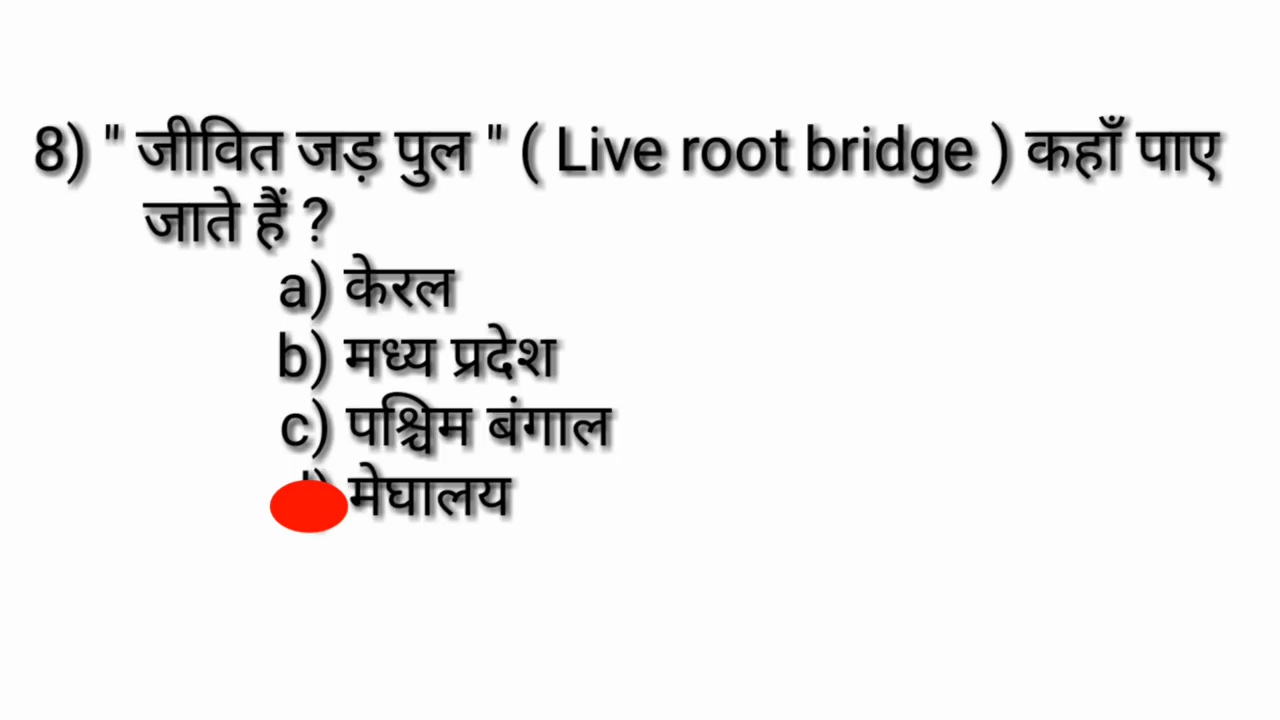 8) " जीवित जड़ पुल " ( Live root bridge ) कहाँ पाए
जाते हैं ?
a) केरल
b) मध्य प्रदेश
c) पश्चिम बंगाल
मेघालय